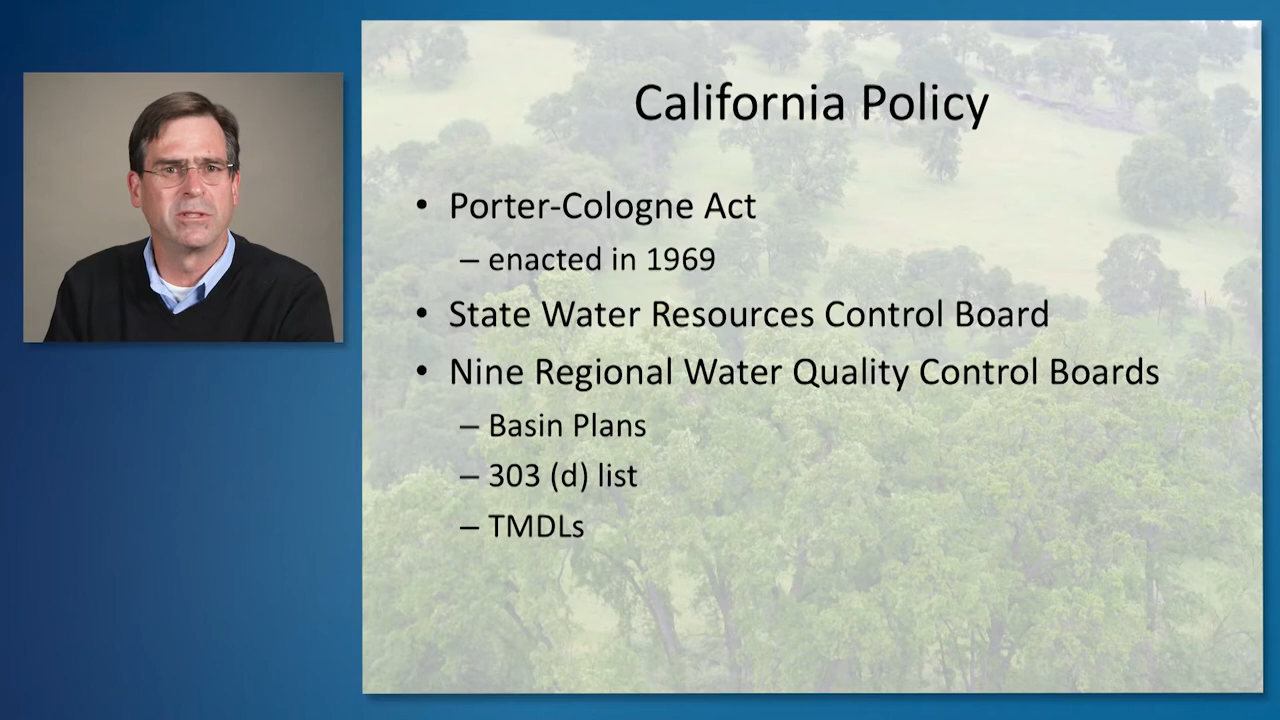 California Policy
• Porter-Cologne Act
– enacted in 1969
• State Water Resources Control Board
• Nine Regional Water Quality Control Boards
– Basin Plans
– 303 (d) list
– TMDLs